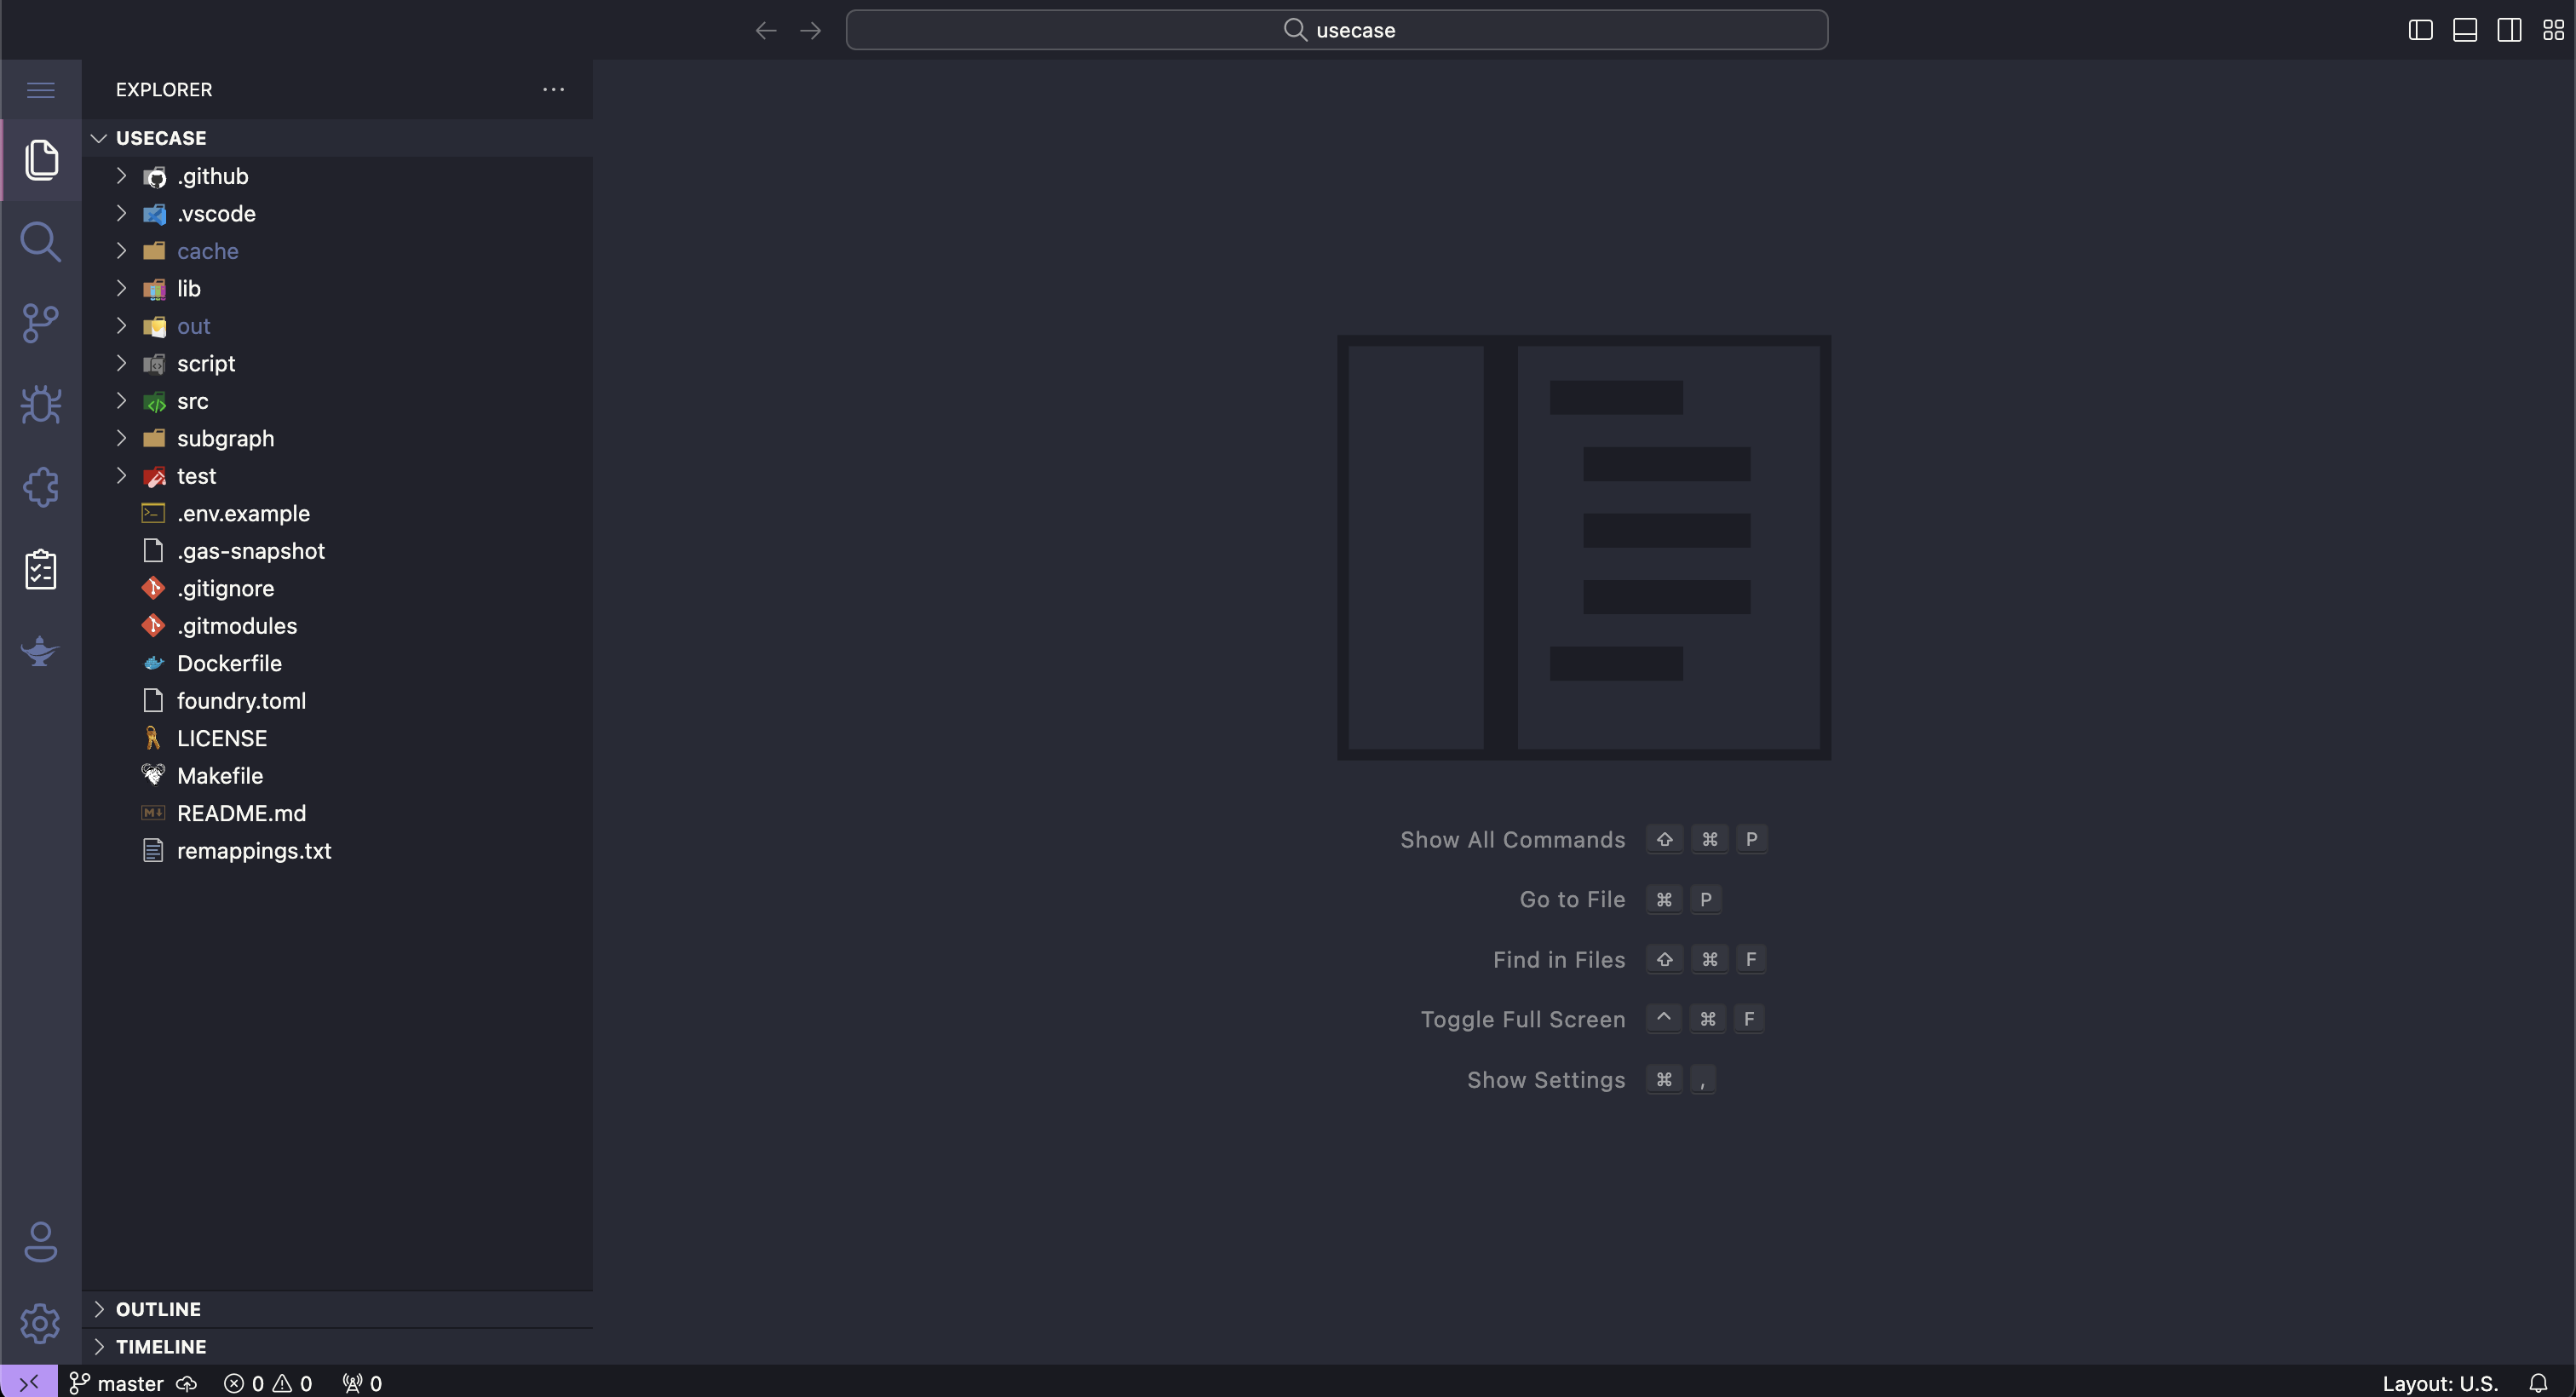 usecase
EXPLORER
USECASE
.github
.vscode
cache
lib
out
script
src
subgraph
test
.env.example
.gas-snapshot
.gitignore
.gitmodules
Dockerfile
foundry.toml
LICENSE
Makefile
README.md
remappings.txt
Show All Commands ⇧ ⌘ P
Go to File ⌘ P
Find in Files ⇧ ⌘ F
Toggle Full Screen ^ ⌘ F
Show Settings ⌘ ,
OUTLINE
TIMELINE
master 0 0 0 Layout: U.S.